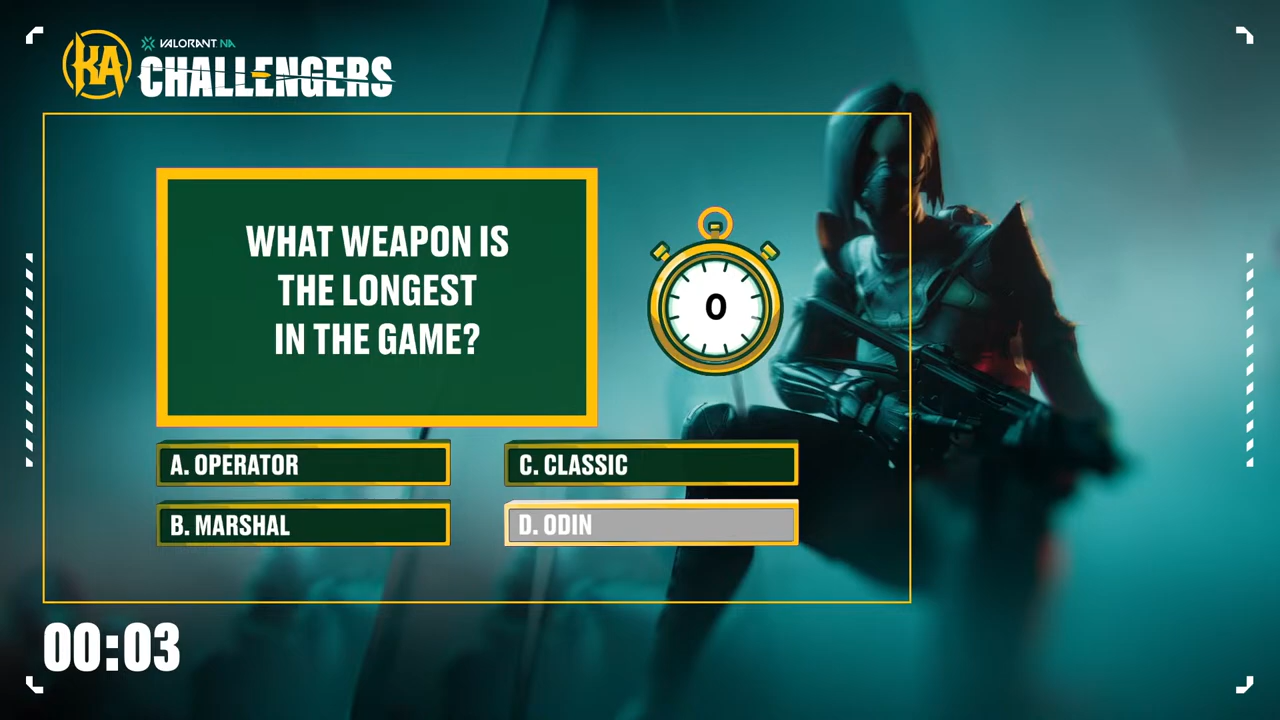 KA
VALORANT NA
CHALLENGERS
WHAT WEAPON IS
THE LONGEST
IN THE GAME?
0
A. OPERATOR
C. CLASSIC
B. MARSHAL
D. ODIN
00:03